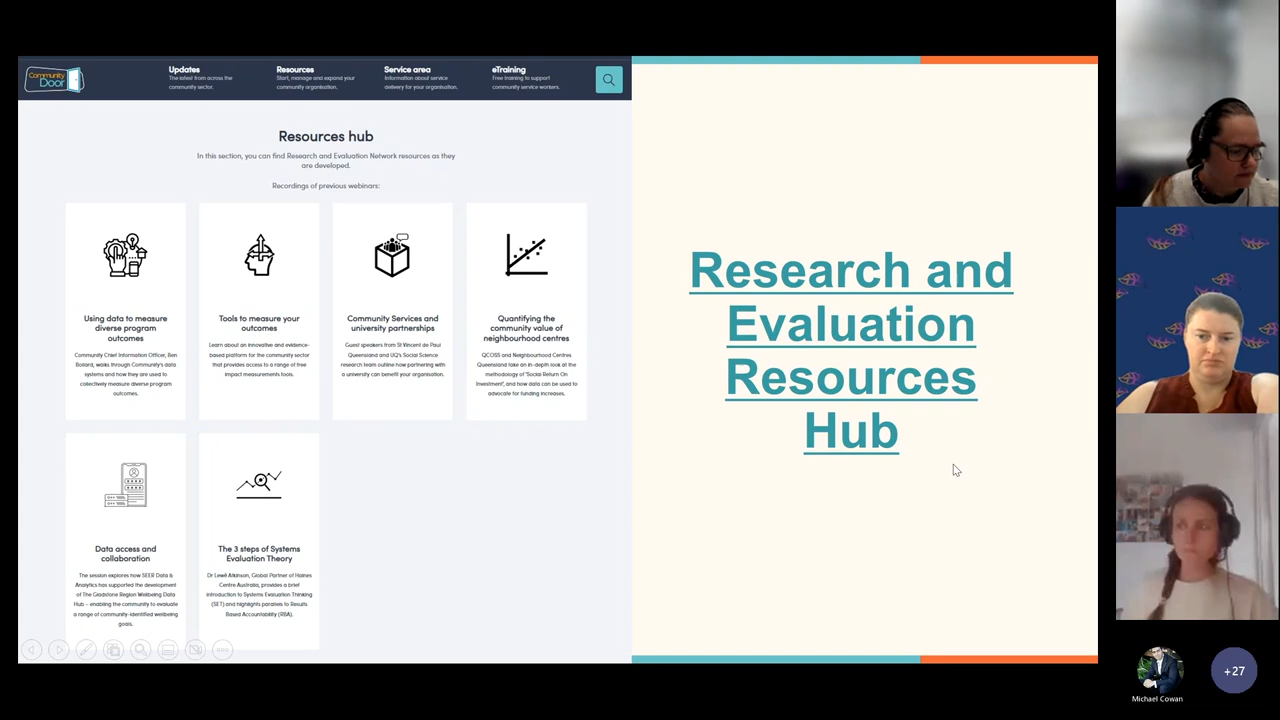 Community
Door
Updates
The latest from across the
community sector.
Resources
Start, manage and expand your
community organisation.
Service area
Information about service
delivery for your organisation.
eTraining
Free training to support
community service workers.
Resources hub
In this section, you can find Research and Evaluation Network resources as they
are developed.
Recordings of previous webinars:
Using data to measure
diverse program
outcomes
Community Chief Information Officer, Ben
Bollard, walks through Community's data
systems and how they are used to
collectively measure diverse program
outcomes.
Tools to measure your
outcomes
Learn about an innovative and evidence-
based platform for the community sector
that provides access to a range of free
impact measurements tools.
Community Services and
university partnerships
Guest speakers from St Vincent de Paul
Queensland and UQ's Social Science
research team outline how partnering with
a university can benefit your organisation.
Quantifying the
community value of
neighbourhood centres
QCOSS and Neighbourhood Centres
Queensland take an in-depth look at the
methodology of "Social Return On
Investment", and how data can be used to
advocate for funding increases.
Data access and
collaboration
The session explores how SEER Data &
Analytics has supported the development
of The Gladstone Region Wellbeing Data
Hub - enabling the community to evaluate
a range of community-identified wellbeing
goals.
The 3 steps of Systems
Evaluation Theory
Dr Lewe Atkinson, Global Partner of Haines
Centre Australia, provides a brief
introduction to Systems Evaluation Thinking
(SET) and highlights parallels to Results
Based Accountability (RBA).
Research and
Evaluation
Resources
Hub
Michael Cowan
+27